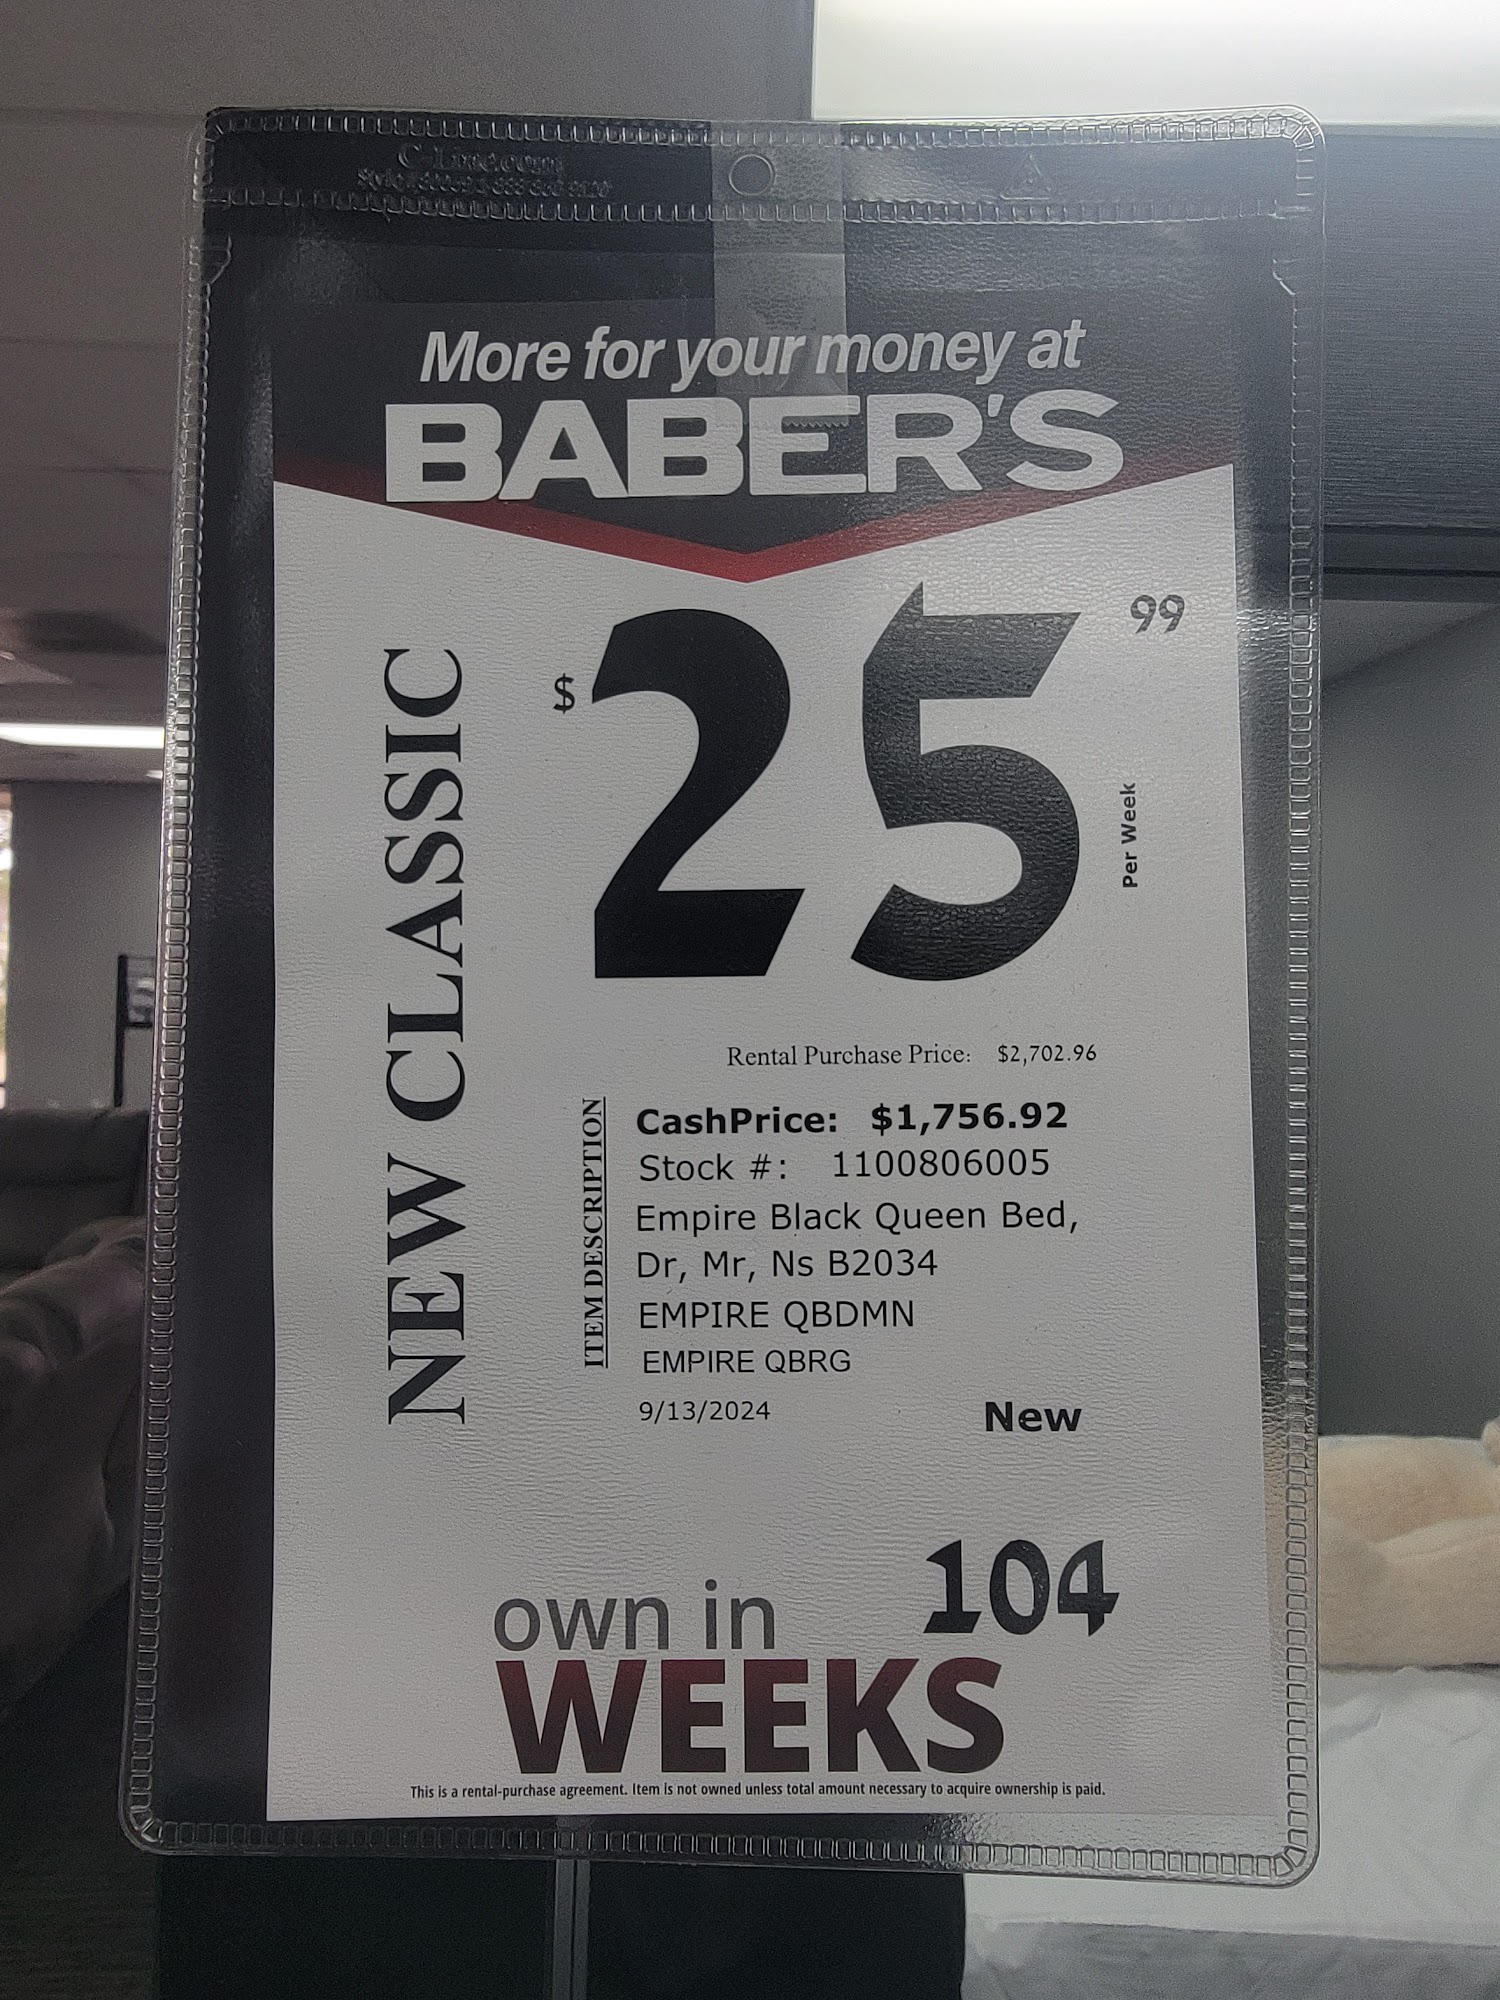 C-Line.com
More for your money at
BABER'S
NEW CLASSIC
$25 99
Per Week
Rental Purchase Price: $2,702.96
ITEM DESCRIPTION
CashPrice: $1,756.92
Stock #: 1100806005
Empire Black Queen Bed,
Dr, Mr, Ns B2034
EMPIRE QBDMN
EMPIRE QBRG
9/13/2024 New
own in 104
WEEKS
This is a rental-purchase agreement. Item is not owned unless total amount necessary to acquire ownership is paid.